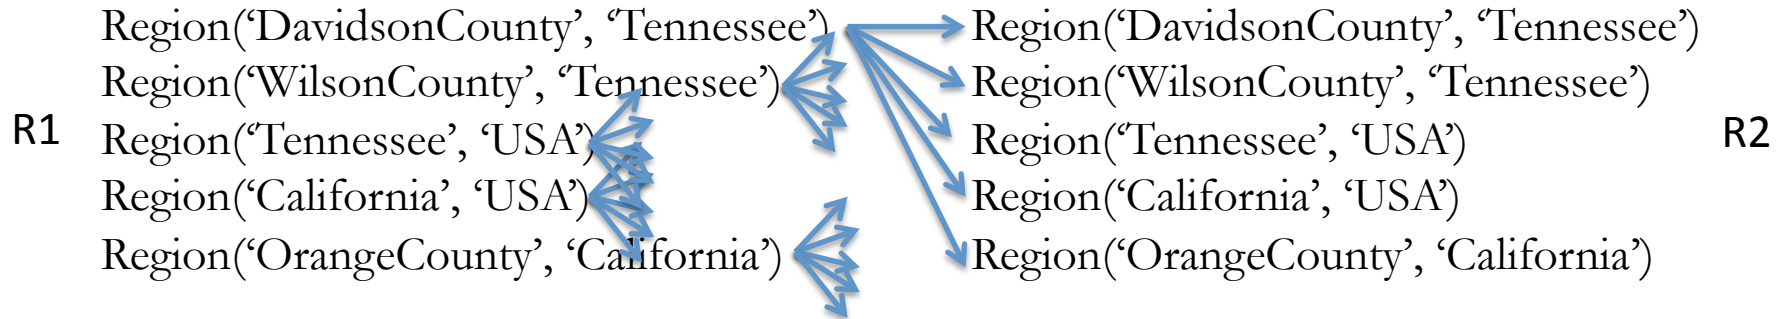 Region(‘DavidsonCounty’, ‘Tennessee’) Region(‘DavidsonCounty’, ‘Tennessee’)
Region(‘WilsonCounty’, ‘Tennessee’) Region(‘WilsonCounty’, ‘Tennessee’)
R1 Region(‘Tennessee’, ‘USA’) Region(‘Tennessee’, ‘USA’) R2
Region(‘California’, ‘USA’) Region(‘California’, ‘USA’)
Region(‘OrangeCounty’, ‘California’) Region(‘OrangeCounty’, ‘California’)